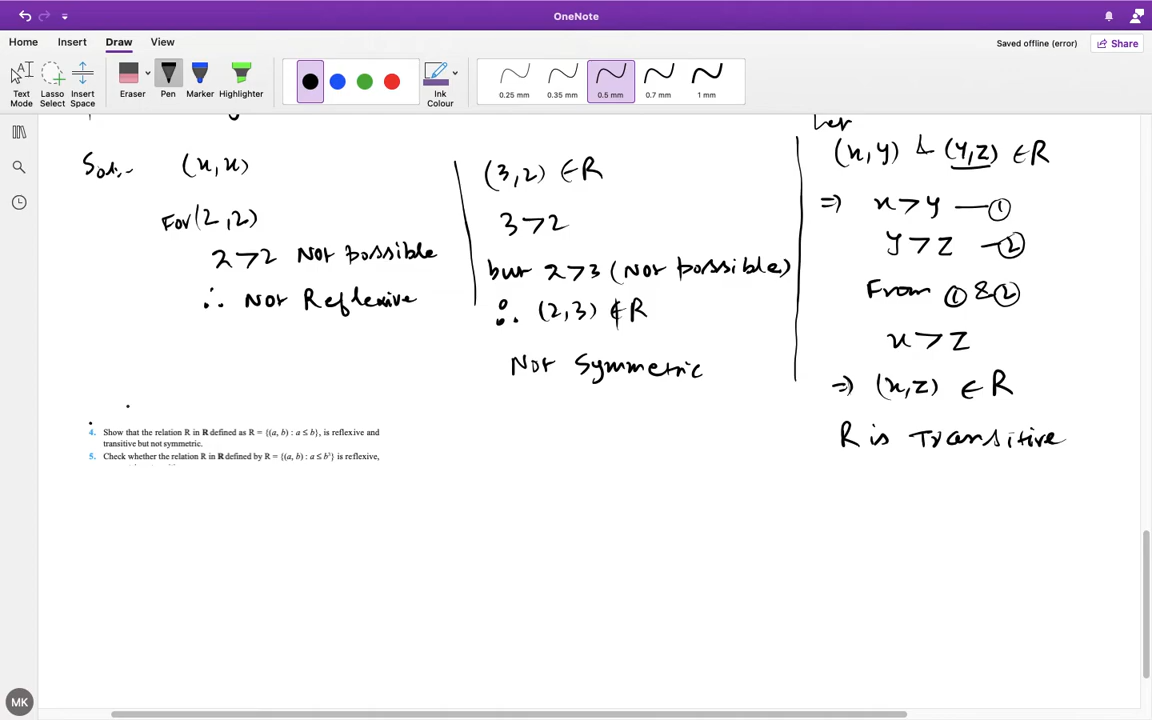 OneNote
Home Insert Draw View
Saved offline (error)
Share
Text Mode
Lasso Select
Insert Space
Eraser
Pen
Marker
Highlighter
Ink Colour
0.25 mm
0.35 mm
0.5 mm
0.7 mm
1 mm
Soln:-
(x, x)
For (2,2)
2>2 Not possible
∴ Not Reflexive
(3,2) ∈R
3>2
but 2>3 (Not possible)
∴ (2,3) ∉R
Not Symmetric
Let
(x,y) & (y,z) ∈R
⇒ x>y —①
y>z —②
From ① & ②
x>z
⇒ (x,z) ∈ R
R is Transitive
4. Show that the relation R in R defined as R = {(a, b) : a ≤ b}, is reflexive and
transitive but not symmetric.
5. Check whether the relation R in R defined by R = {(a, b) : a ≤ b³} is reflexive,
MK